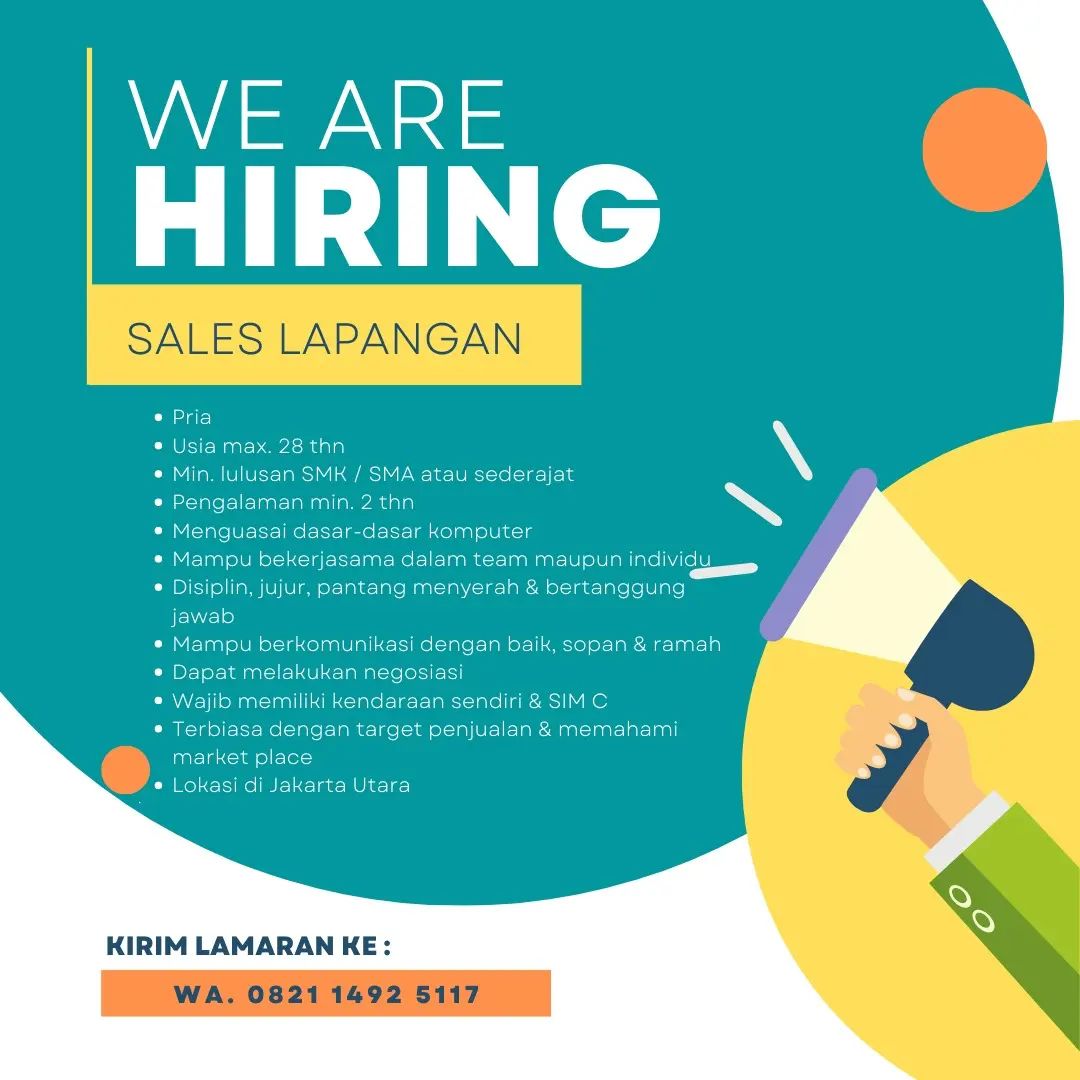 WE ARE
HIRING
SALES LAPANGAN
• Pria
• Usia max. 28 thn
• Min. lulusan SMK / SMA atau sederajat
• Pengalaman min. 2 thn
• Menguasai dasar-dasar komputer
• Mampu bekerjasama dalam team maupun individu
• Disiplin, jujur, pantang menyerah & bertanggung
jawab
• Mampu berkomunikasi dengan baik, sopan & ramah
• Dapat melakukan negosiasi
• Wajib memiliki kendaraan sendiri & SIM C
• Terbiasa dengan target penjualan & memahami
market place
• Lokasi di Jakarta Utara
KIRIM LAMARAN KE :
WA. 0821 1492 5117